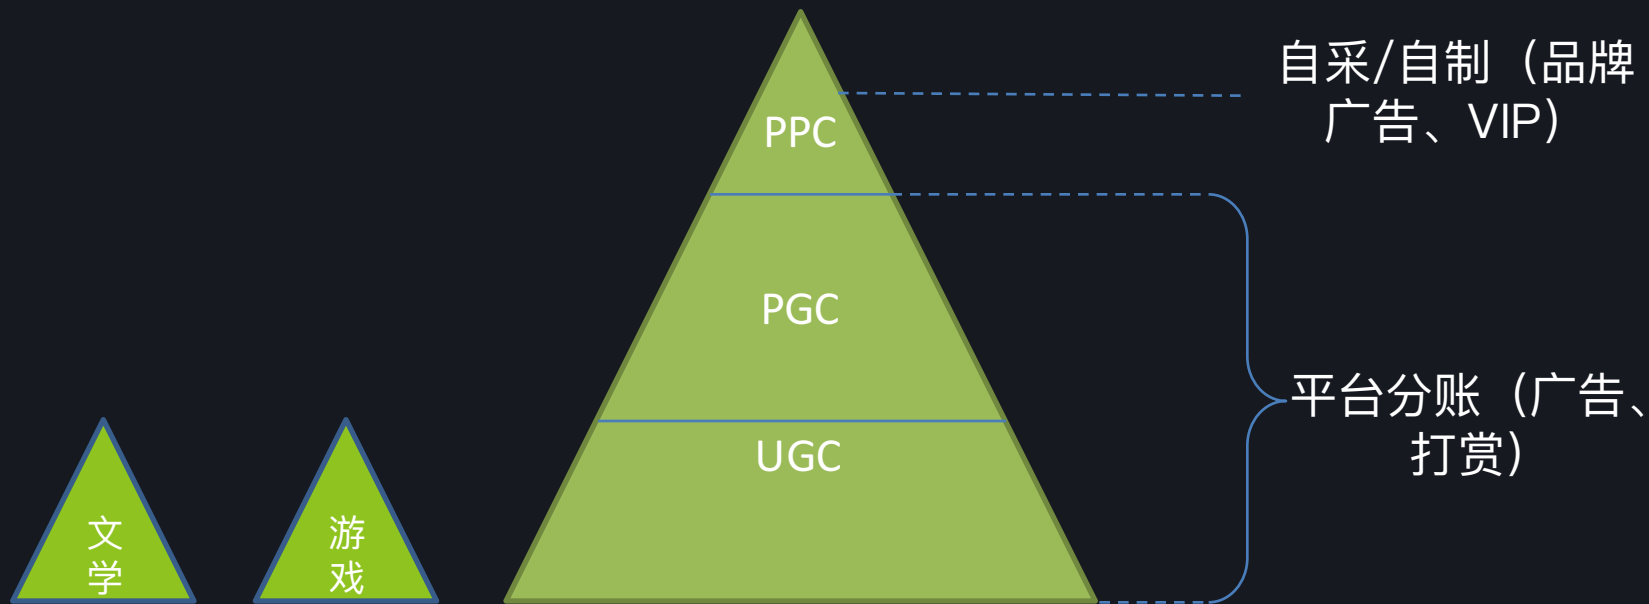 自采/自制（品牌
广告、VIP）
PPC
PGC
平台分账（广告、
打赏）
UGC
文
学
游
戏